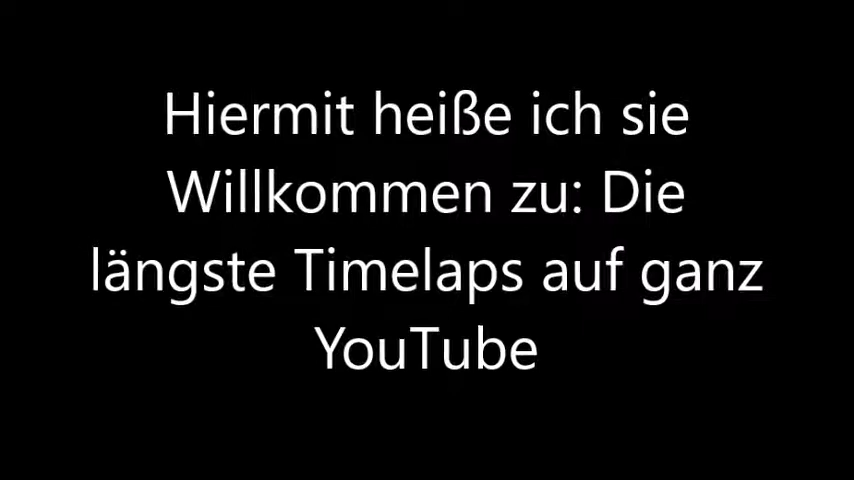 Hiermit heiße ich sie
Willkommen zu: Die
längste Timelaps auf ganz
YouTube